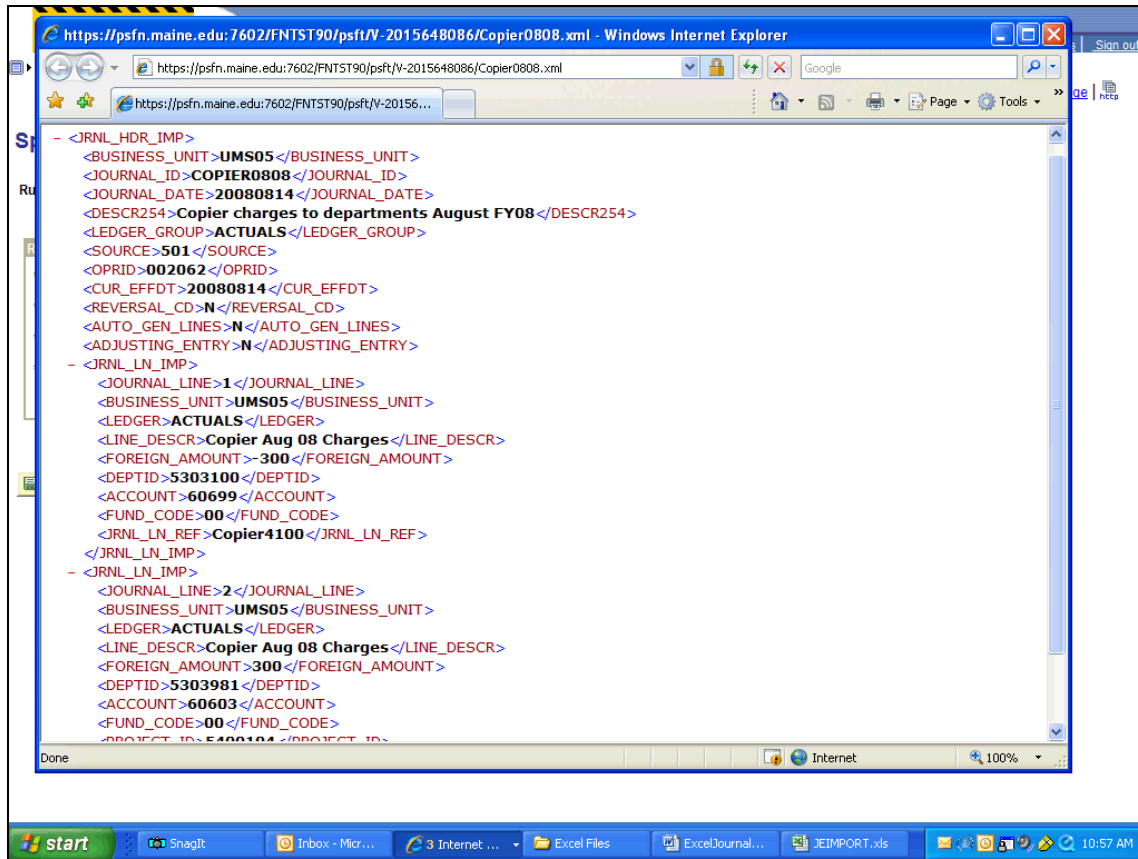 https://psfn.maine.edu:7602/FNTST90/psft/V-2015648086/Copier0808.xml - Windows Internet Explorer
Sign out
https://psfn.maine.edu:7602/FNTST90/psft/V-2015648086/Copier0808.xml
Google
https://psfn.maine.edu:7602/FNTST90/psft/V-20156...
Page
Tools
»
ge |
http
Sp
Ru
- <JRNL_HDR_IMP>
<BUSINESS_UNIT>UMS05</BUSINESS_UNIT>
<JOURNAL_ID>COPIER0808</JOURNAL_ID>
<JOURNAL_DATE>20080814</JOURNAL_DATE>
<DESCR254>Copier charges to departments August FY08</DESCR254>
<LEDGER_GROUP>ACTUALS</LEDGER_GROUP>
<SOURCE>501</SOURCE>
<OPRID>002062</OPRID>
<CUR_EFFDT>20080814</CUR_EFFDT>
<REVERSAL_CD>N</REVERSAL_CD>
<AUTO_GEN_LINES>N</AUTO_GEN_LINES>
<ADJUSTING_ENTRY>N</ADJUSTING_ENTRY>
- <JRNL_LN_IMP>
<JOURNAL_LINE>1</JOURNAL_LINE>
<BUSINESS_UNIT>UMS05</BUSINESS_UNIT>
<LEDGER>ACTUALS</LEDGER>
<LINE_DESCR>Copier Aug 08 Charges</LINE_DESCR>
<FOREIGN_AMOUNT>-300</FOREIGN_AMOUNT>
<DEPTID>5303100</DEPTID>
<ACCOUNT>60699</ACCOUNT>
<FUND_CODE>00</FUND_CODE>
<JRNL_LN_REF>Copier4100</JRNL_LN_REF>
</JRNL_LN_IMP>
- <JRNL_LN_IMP>
<JOURNAL_LINE>2</JOURNAL_LINE>
<BUSINESS_UNIT>UMS05</BUSINESS_UNIT>
<LEDGER>ACTUALS</LEDGER>
<LINE_DESCR>Copier Aug 08 Charges</LINE_DESCR>
<FOREIGN_AMOUNT>300</FOREIGN_AMOUNT>
<DEPTID>5303981</DEPTID>
<ACCOUNT>60603</ACCOUNT>
<FUND_CODE>00</FUND_CODE>
<PROJECT_ID>5400104</PROJECT_ID>
Done
Internet
100%
start
SnagIt
Inbox - Micr...
3 Internet ...
Excel Files
ExcelJournal...
JEIMPORT.xls
10:57 AM